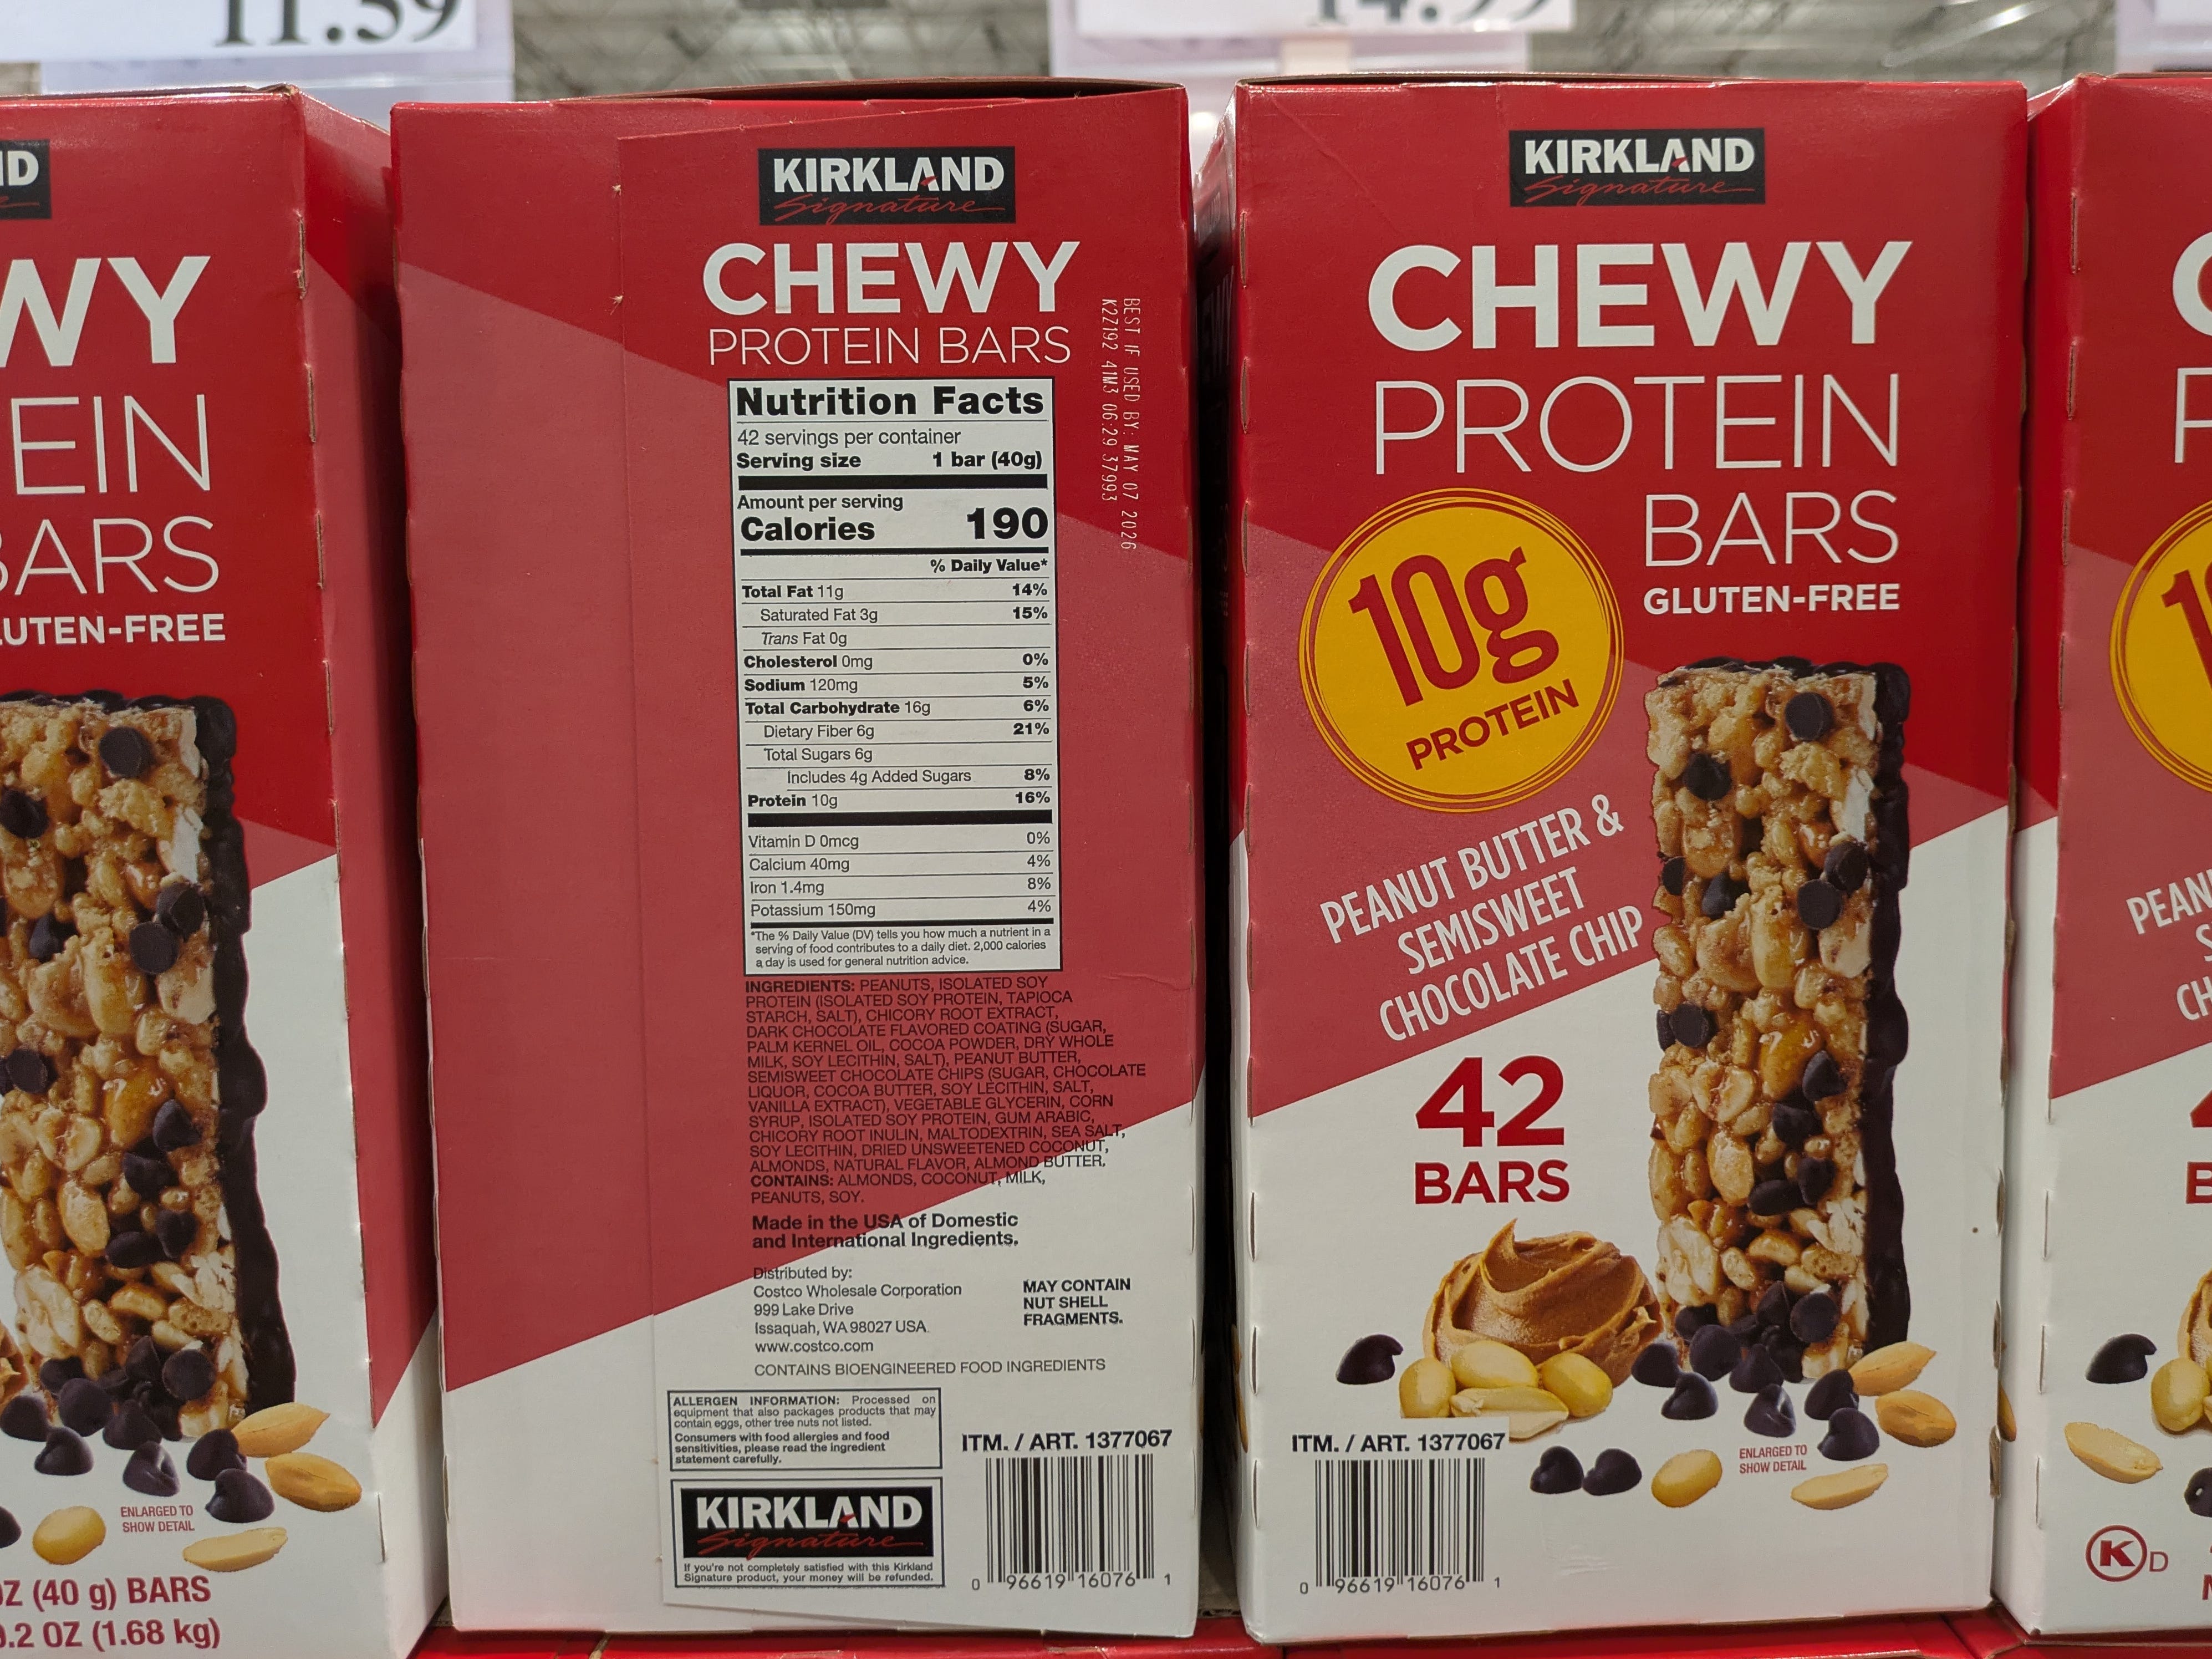 11.59
14.99
ID
WY
EIN
BARS
GLUTEN-FREE
ENLARGED TO
SHOW DETAIL
OZ (40 g) BARS
.2 OZ (1.68 kg)
KIRKLAND
Signature
CHEWY
PROTEIN BARS
BEST IF USED BY: MAY 07 2026
K27192 41M3 06:29 37993
Nutrition Facts
42 servings per container
Serving size 1 bar (40g)
Amount per serving
Calories 190
% Daily Value*
Total Fat 11g 14%
Saturated Fat 3g 15%
Trans Fat 0g
Cholesterol 0mg 0%
Sodium 120mg 5%
Total Carbohydrate 16g 6%
Dietary Fiber 6g 21%
Total Sugars 6g
Includes 4g Added Sugars 8%
Protein 10g 16%
Vitamin D 0mcg 0%
Calcium 40mg 4%
Iron 1.4mg 8%
Potassium 150mg 4%
*The % Daily Value (DV) tells you how much a nutrient in a
serving of food contributes to a daily diet. 2,000 calories
a day is used for general nutrition advice.
INGREDIENTS: PEANUTS, ISOLATED SOY
PROTEIN (ISOLATED SOY PROTEIN, TAPIOCA
STARCH, SALT), CHICORY ROOT EXTRACT,
DARK CHOCOLATE FLAVORED COATING (SUGAR,
PALM KERNEL OIL, COCOA POWDER, DRY WHOLE
MILK, SOY LECITHIN, SALT), PEANUT BUTTER,
SEMISWEET CHOCOLATE CHIPS (SUGAR, CHOCOLATE
LIQUOR, COCOA BUTTER, SOY LECITHIN, SALT,
VANILLA EXTRACT), VEGETABLE GLYCERIN, CORN
SYRUP, ISOLATED SOY PROTEIN, GUM ARABIC,
CHICORY ROOT INULIN, MALTODEXTRIN, SEA SALT,
SOY LECITHIN, DRIED UNSWEETENED COCONUT,
ALMONDS, NATURAL FLAVOR, ALMOND BUTTER.
CONTAINS: ALMONDS, COCONUT, MILK,
PEANUTS, SOY.
Made in the USA of Domestic
and International Ingredients.
Distributed by:
Costco Wholesale Corporation
999 Lake Drive
Issaquah, WA 98027 USA
www.costco.com
MAY CONTAIN
NUT SHELL
FRAGMENTS.
CONTAINS BIOENGINEERED FOOD INGREDIENTS
ALLERGEN INFORMATION: Processed on
equipment that also packages products that may
contain eggs, other tree nuts not listed.
Consumers with food allergies and food
sensitivities, please read the ingredient
statement carefully.
KIRKLAND
Signature
If you're not completely satisfied with this Kirkland
Signature product, your money will be refunded.
ITM. / ART. 1377067
0 96619 16076 1
KIRKLAND
Signature
CHEWY
PROTEIN
BARS
GLUTEN-FREE
10g
PROTEIN
PEANUT BUTTER &
SEMISWEET
CHOCOLATE CHIP
42
BARS
ITM. / ART. 1377067
0 96619 16076 1
ENLARGED TO
SHOW DETAIL
C
P
PEAN
S
CH
B
K D